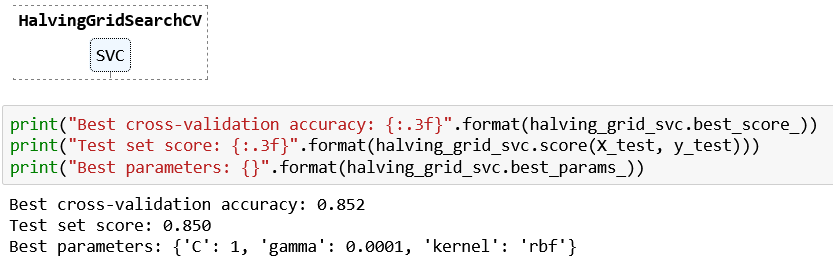 HalvingGridSearchCV
SVC
print("Best cross-validation accuracy: {:.3f}".format(halving_grid_svc.best_score_))
print("Test set score: {:.3f}".format(halving_grid_svc.score(X_test, y_test)))
print("Best parameters: {}".format(halving_grid_svc.best_params_))
Best cross-validation accuracy: 0.852
Test set score: 0.850
Best parameters: {'C': 1, 'gamma': 0.0001, 'kernel': 'rbf'}